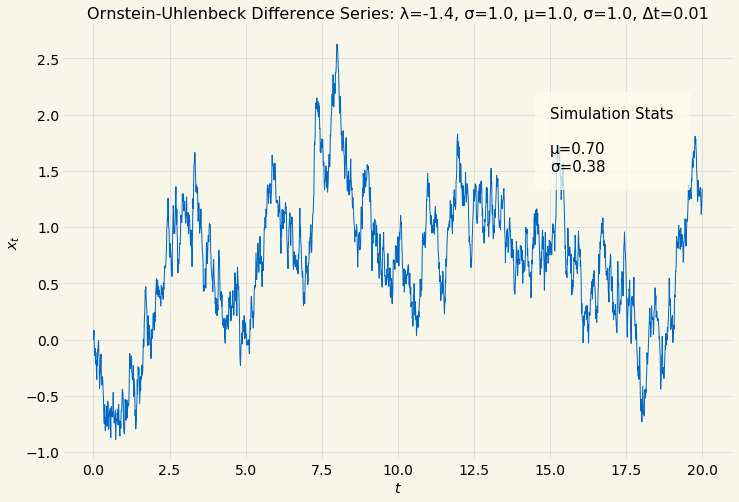 Ornstein-Uhlenbeck Difference Series: λ=-1.4, σ=1.0, μ=1.0, σ=1.0, Δt=0.01
2.5
2.0
1.5
1.0
0.5
0.0
−0.5
−1.0
x_t
Simulation Stats
μ=0.70
σ=0.38
0.0 2.5 5.0 7.5 10.0 12.5 15.0 17.5 20.0
t